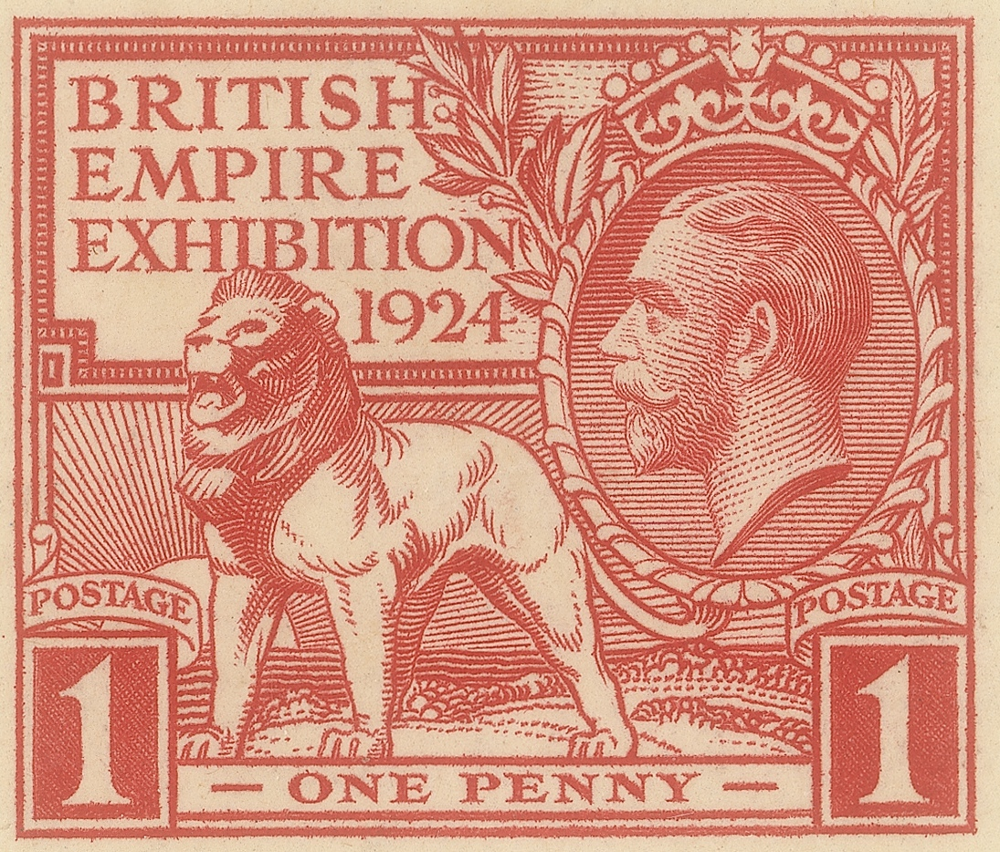 BRITISH
EMPIRE
EXHIBITION
1924
POSTAGE
POSTAGE
1
1
— ONE PENNY —